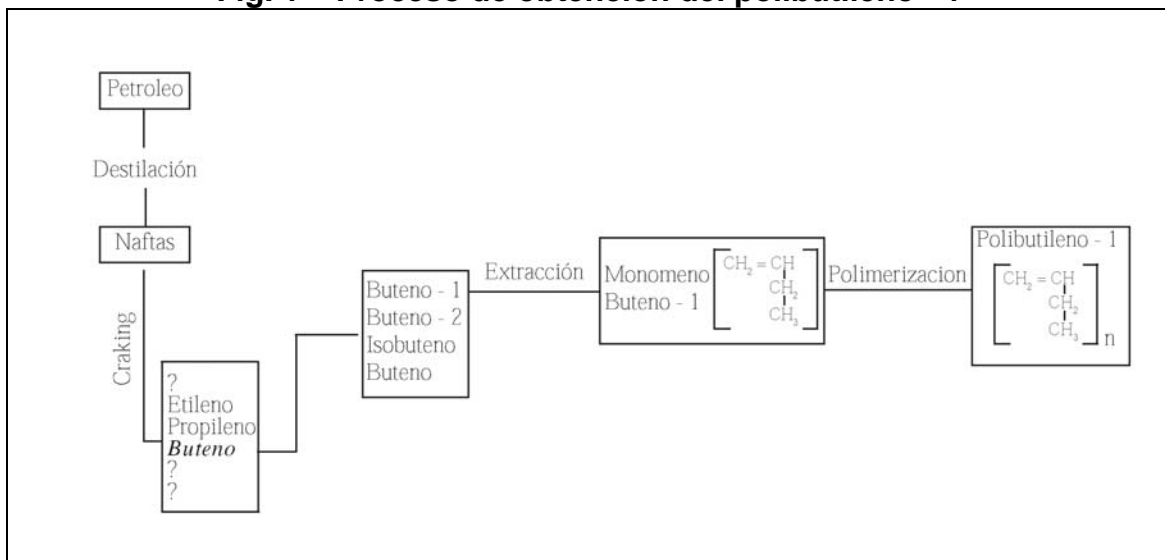 Petroleo
Destilación
Naftas
Craking
?
Etileno
Propileno
Buteno
?
?
Buteno - 1
Buteno - 2
Isobuteno
Buteno
Extracción
Monomeno
Buteno - 1
CH₂ = CH
CH₂
CH₃
Polimerizacion
Polibutileno - 1
CH₂ = CH
CH₂
CH₃
n